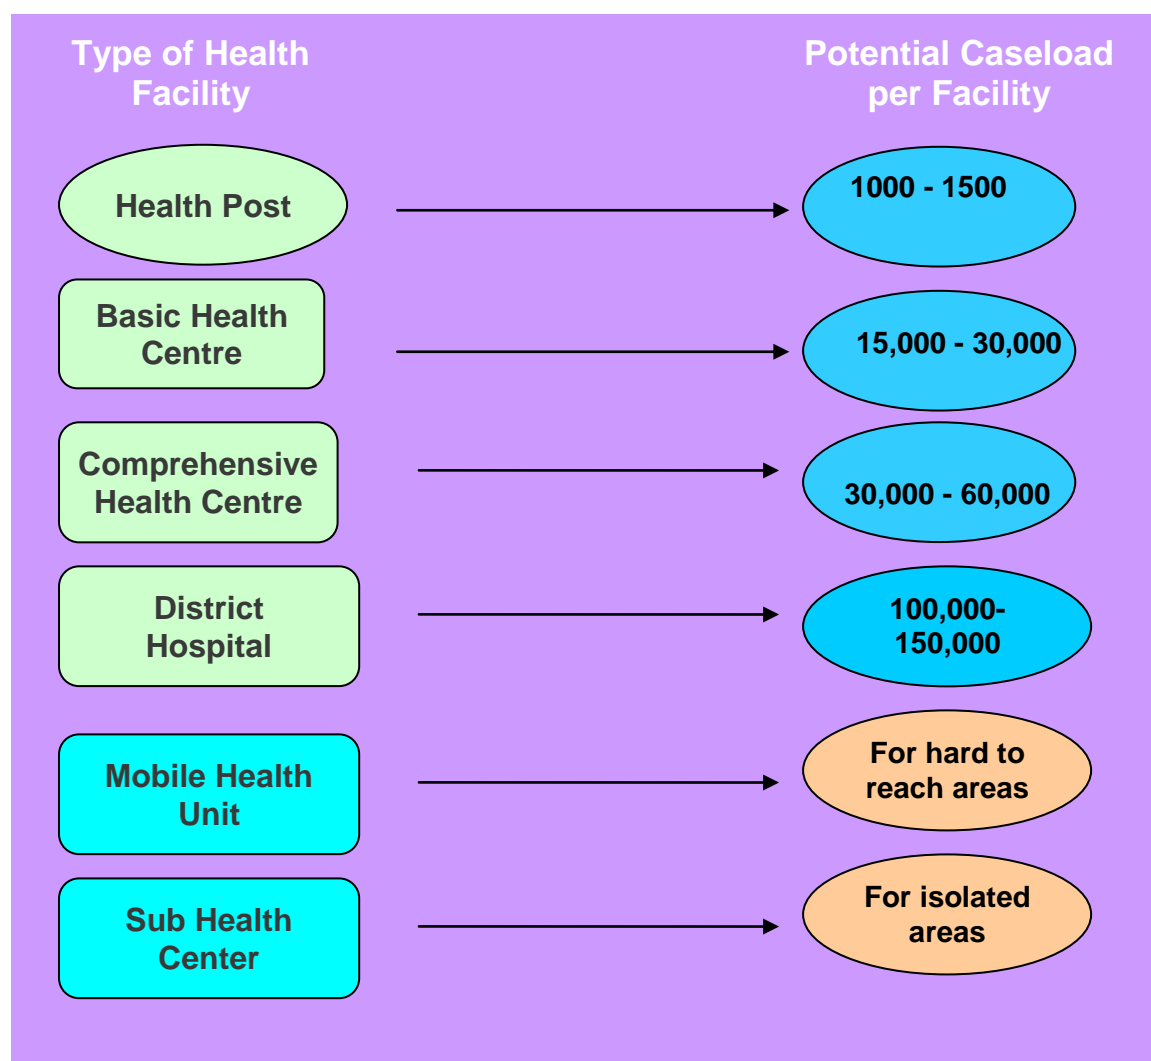 Type of Health
Facility
Potential Caseload
per Facility
Health Post
1000 - 1500
Basic Health
Centre
15,000 - 30,000
Comprehensive
Health Centre
30,000 - 60,000
District
Hospital
100,000-
150,000
Mobile Health
Unit
For hard to
reach areas
Sub Health
Center
For isolated
areas